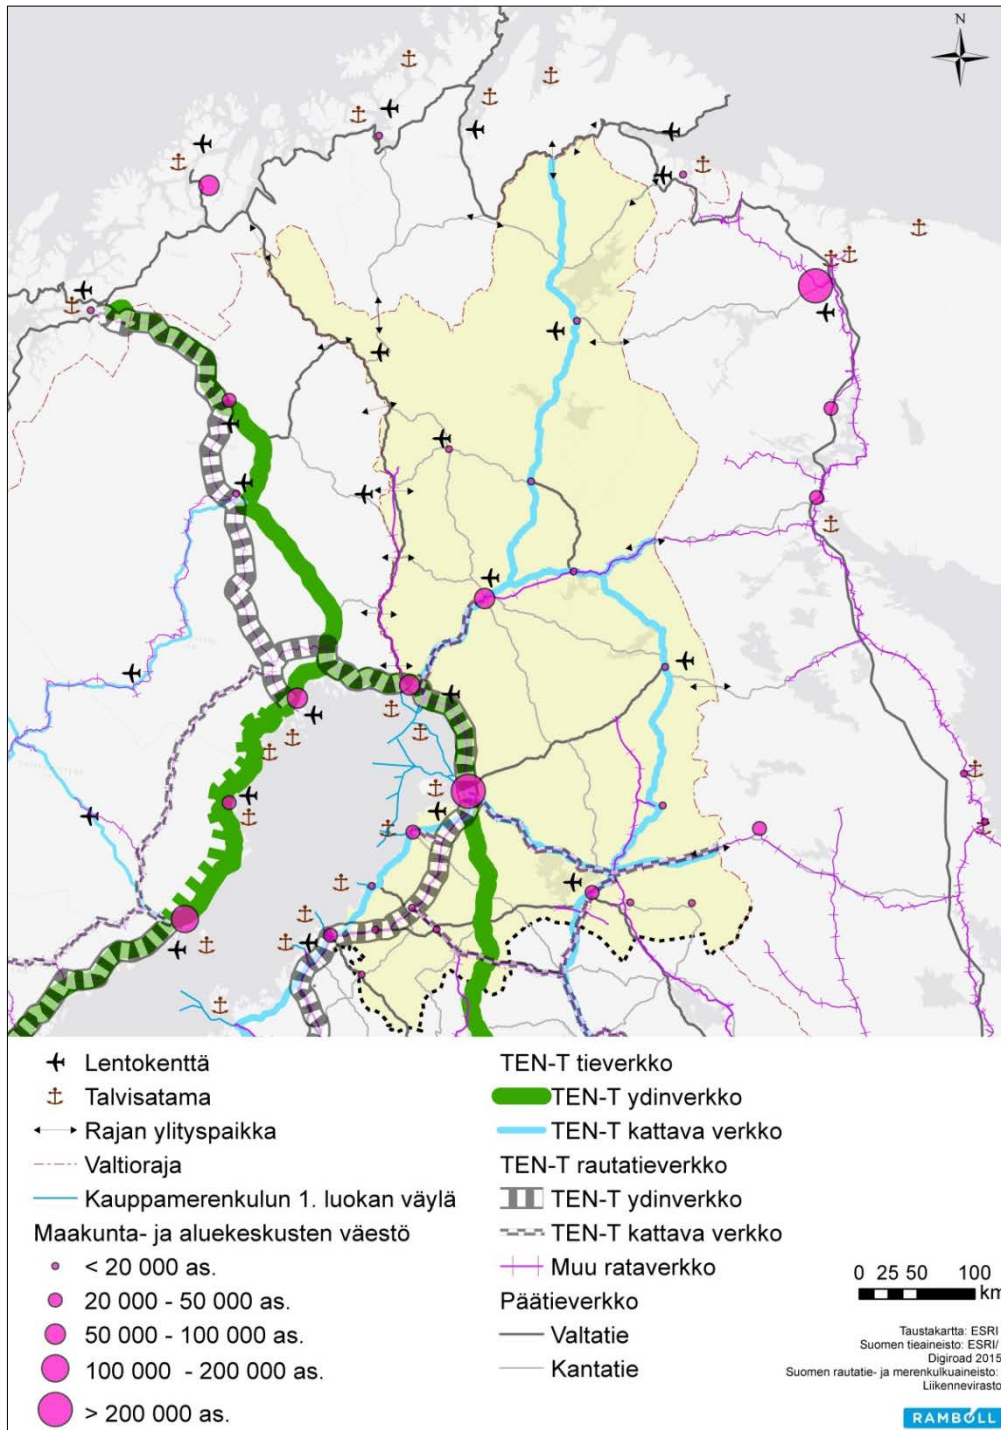 N
Lentokenttä
Talvisatama
Rajan ylityspaikka
Valtioraja
Kauppamerenkulun 1. luokan väylä
Maakunta- ja aluekeskusten väestö
< 20 000 as.
20 000 - 50 000 as.
50 000 - 100 000 as.
100 000 - 200 000 as.
> 200 000 as.
TEN-T tieverkko
TEN-T ydinverkko
TEN-T kattava verkko
TEN-T rautatieverkko
TEN-T ydinverkko
TEN-T kattava verkko
Muu rataverkko
Päätieverkko
Valtatie
Kantatie
0 25 50 100
km
Taustakartta: ESRI
Suomen tieaineisto: ESRI/
Digiroad 2015
Suomen rautatie- ja merenkulkuaineisto:
Liikennevirasto
RAMBOLL